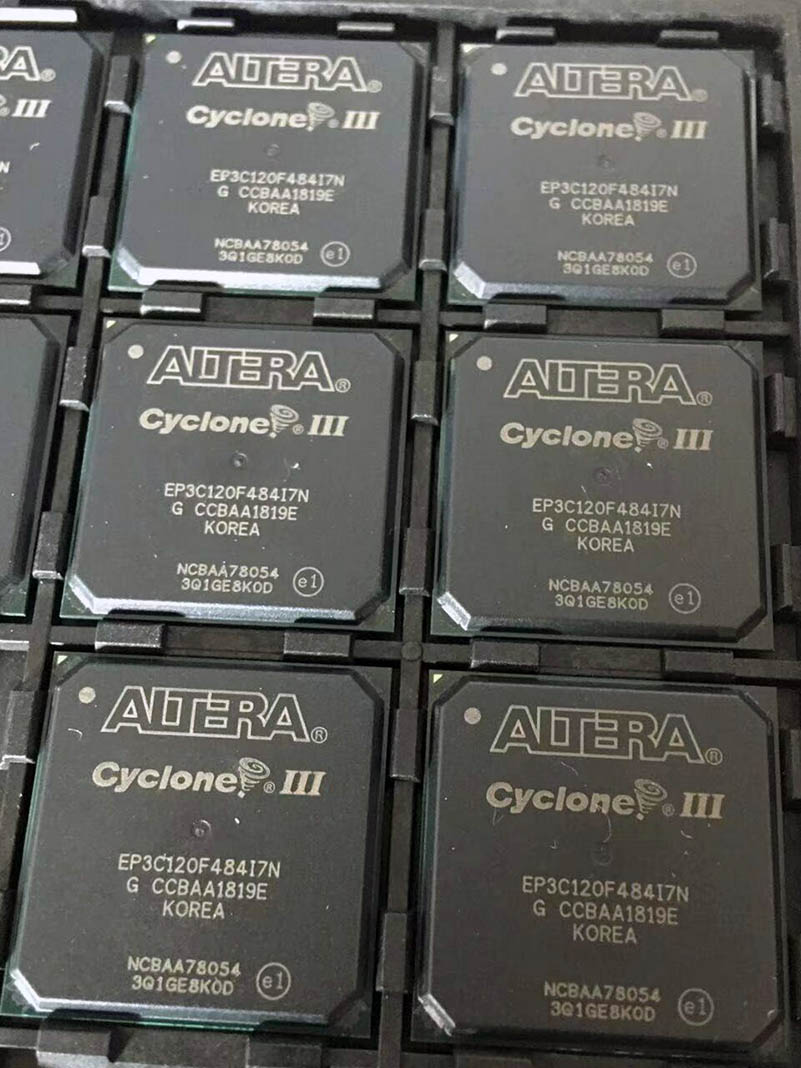 RA®
III
N
ALTERA®
Cyclone® III
EP3C120F484I7N
G CCBAA1819E
KOREA
NCBAA78054
3Q1GE8K0D e1
ALTERA®
Cyclone® III
EP3C120F484I7N
G CCBAA1819E
KOREA
NCBAA78054
3Q1GE8K0D e1
ALTERA®
Cyclone® III
EP3C120F484I7N
G CCBAA1819E
KOREA
NCBAA78054
3Q1GE8K0D e1
ALTERA®
Cyclone® III
EP3C120F484I7N
G CCBAA1819E
KOREA
NCBAA78054
3Q1GE8K0D e1
ALTERA®
Cyclone® III
EP3C120F484I7N
G CCBAA1819E
KOREA
NCBAA78054
3Q1GE8K0D e1
ALTERA®
Cyclone® III
EP3C120F484I7N
G CCBAA1819E
KOREA
NCBAA78054
3Q1GE8K0D e1